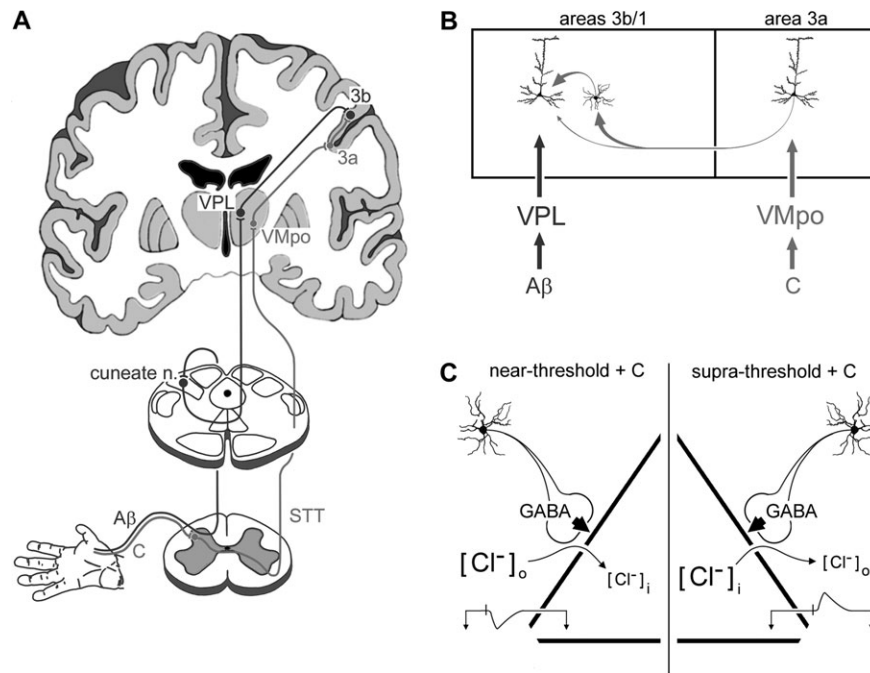 A
3b
3a
VPL
VMpo
cuneate n.
Aβ
C
STT
B
areas 3b/1
area 3a
VPL
VMpo
Aβ
C
C
near-threshold + C
supra-threshold + C
GABA
GABA
[Cl⁻]o
[Cl⁻]i
[Cl⁻]i
[Cl⁻]o